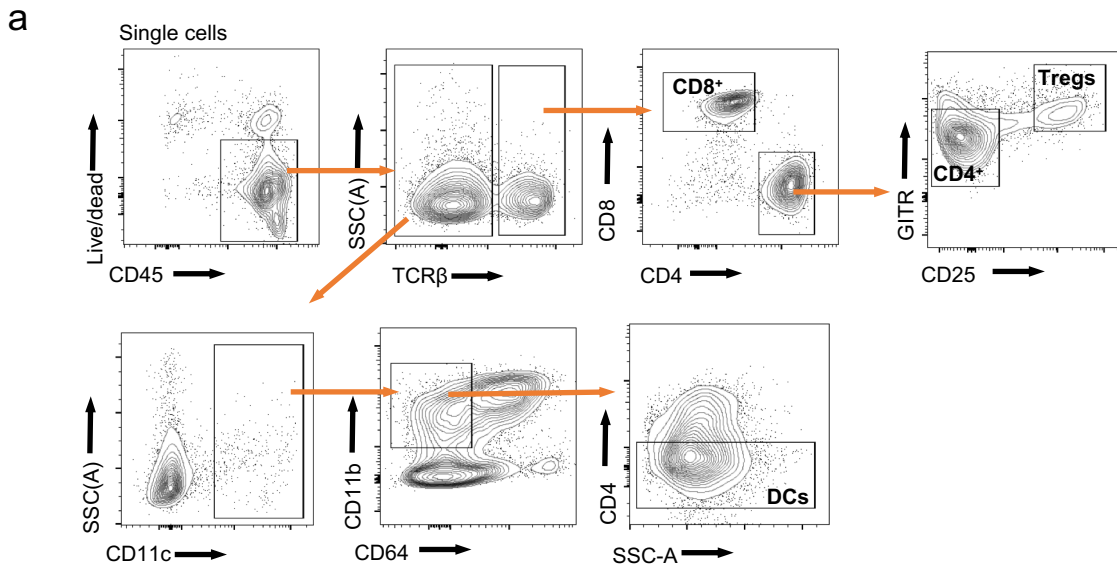 a
Single cells
Live/dead
CD45
SSC(A)
TCRβ
CD8⁺
CD8
CD4
Tregs
CD4⁺
GITR
CD25
SSC(A)
CD11c
CD11b
CD64
DCs
CD4
SSC-A